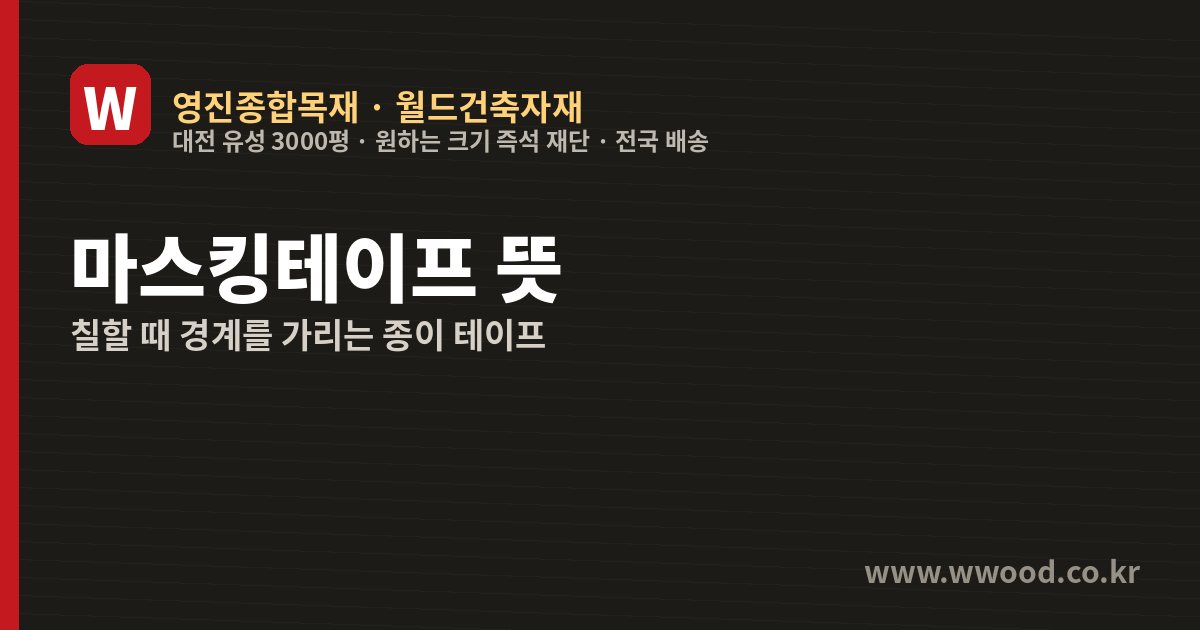 W
영진종합목재 · 월드건축자재
대전 유성 3000평 · 원하는 크기 즉석 재단 · 전국 배송
마스킹테이프 뜻
칠할 때 경계를 가리는 종이 테이프
www.wwood.co.kr